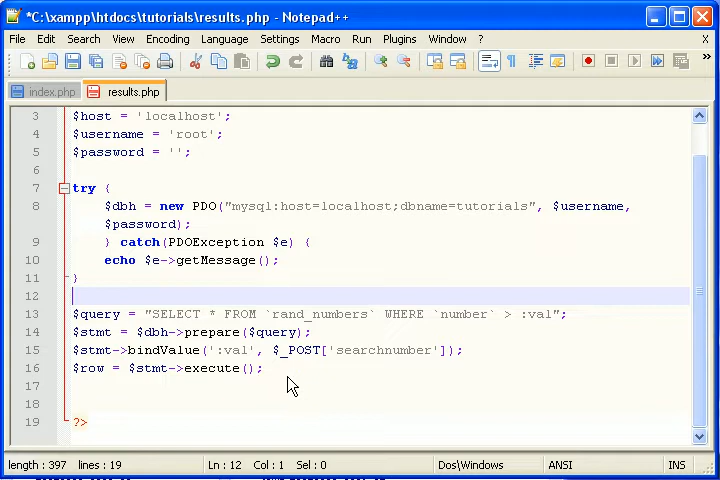 *C:\xampp\htdocs\tutorials\results.php - Notepad++
File Edit Search View Encoding Language Settings Macro Run Plugins Window ? X
index.php results.php
3 $host = 'localhost';
4 $username = 'root';
5 $password = '';
6
7 try {
8 $dbh = new PDO("mysql:host=localhost;dbname=tutorials", $username,
$password);
9 } catch(PDOException $e) {
10 echo $e->getMessage();
11 }
12
13 $query = "SELECT * FROM `rand_numbers` WHERE `number` > :val";
14 $stmt = $dbh->prepare($query);
15 $stmt->bindValue(':val', $_POST['searchnumber']);
16 $row = $stmt->execute();
17
18
19 ?>
length : 397 lines : 19 Ln : 12 Col : 1 Sel : 0 Dos\Windows ANSI INS